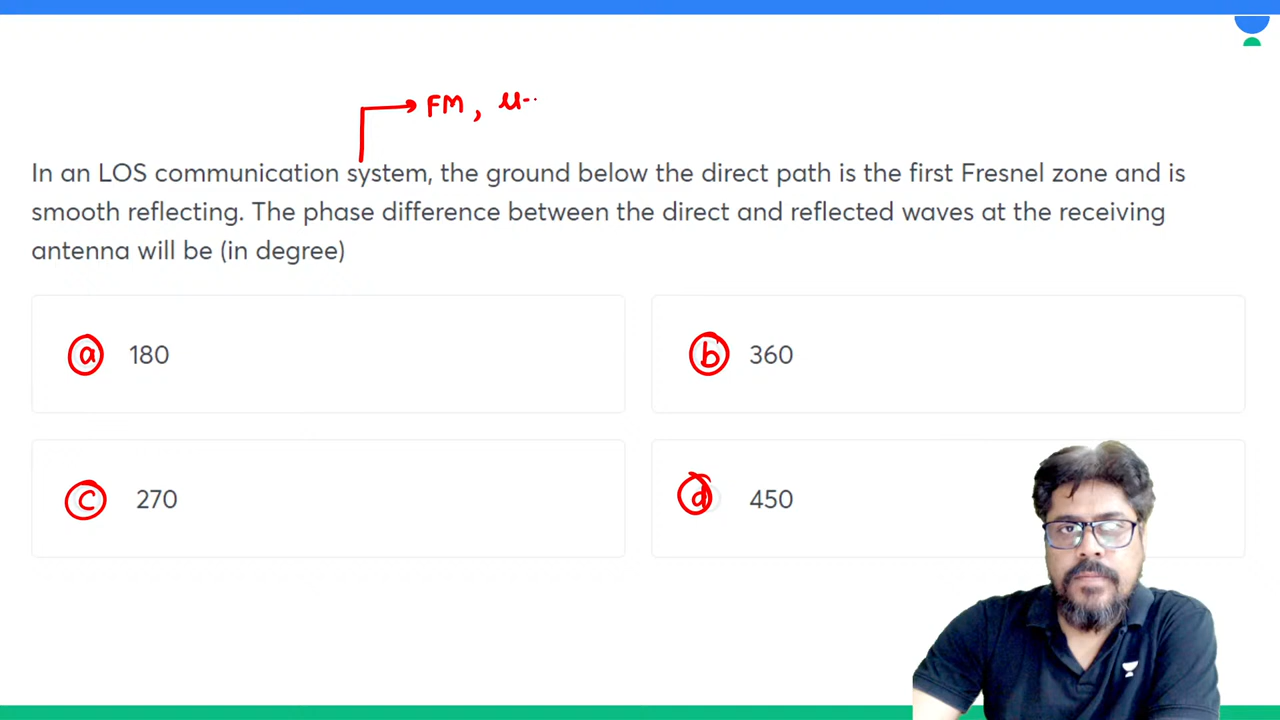 FM, μ--
In an LOS communication system, the ground below the direct path is the first Fresnel zone and is
smooth reflecting. The phase difference between the direct and reflected waves at the receiving
antenna will be (in degree)
a 180
b 360
c 270
d 450